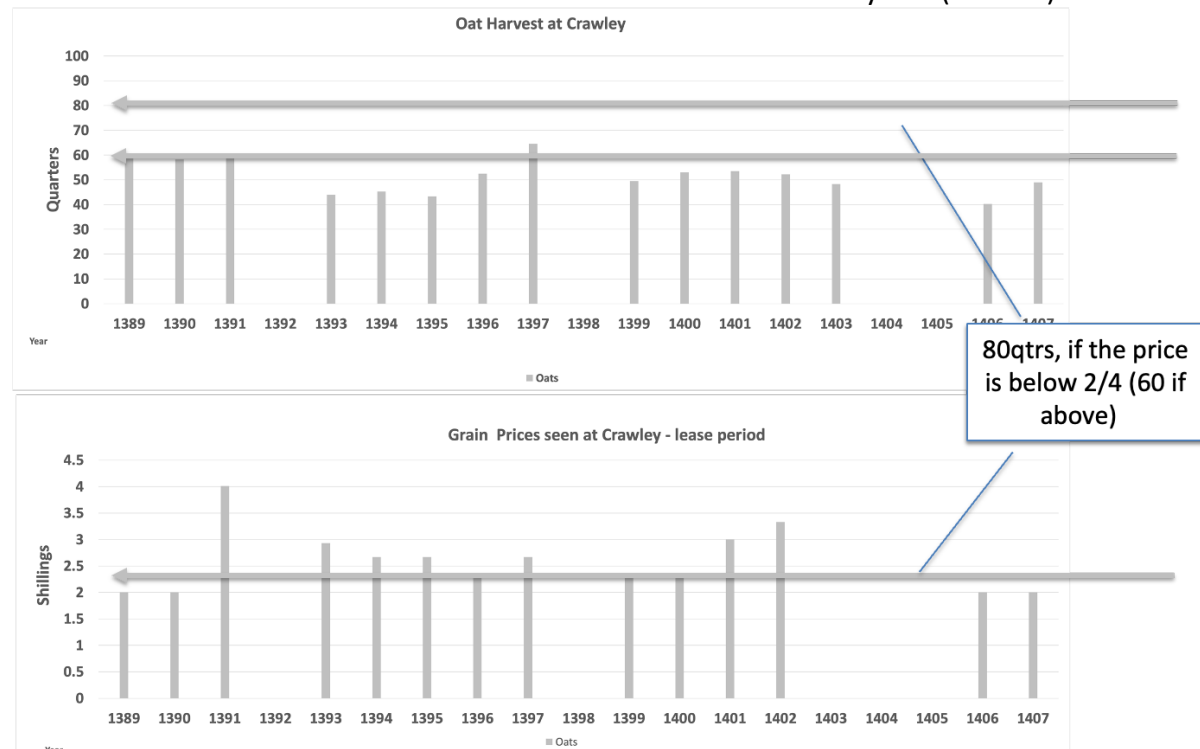 Oat Harvest at Crawley
100
90
80
70
60
50
40
30
20
10
0
Quarters
1389 1390 1391 1392 1393 1394 1395 1396 1397 1398 1399 1400 1401 1402 1403 1404 1405 1406 1407
Year
Oats
80qtrs, if the price
is below 2/4 (60 if
above)
Grain Prices seen at Crawley - lease period
4.5
4
3.5
3
2.5
2
1.5
1
0.5
0
Shillings
1389 1390 1391 1392 1393 1394 1395 1396 1397 1398 1399 1400 1401 1402 1403 1404 1405 1406 1407
Oats